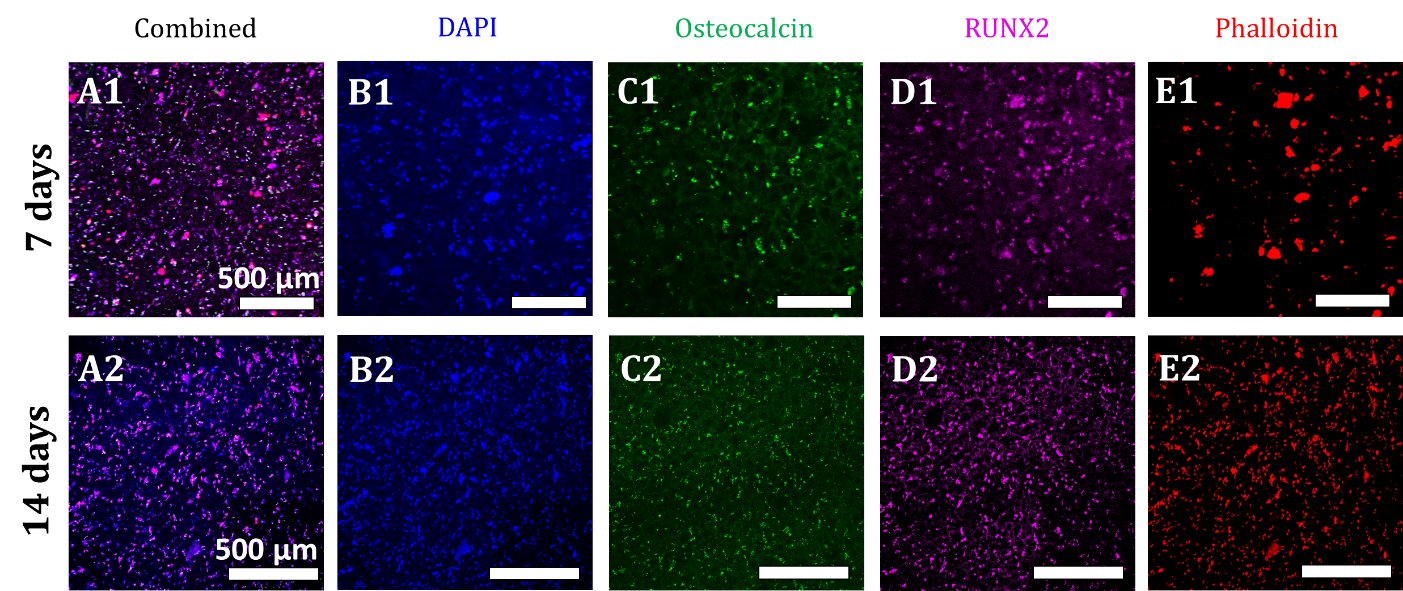 Combined DAPI Osteocalcin RUNX2 Phalloidin
7 days
A1 B1 C1 D1 E1
500 µm
14 days
A2 B2 C2 D2 E2
500 µm